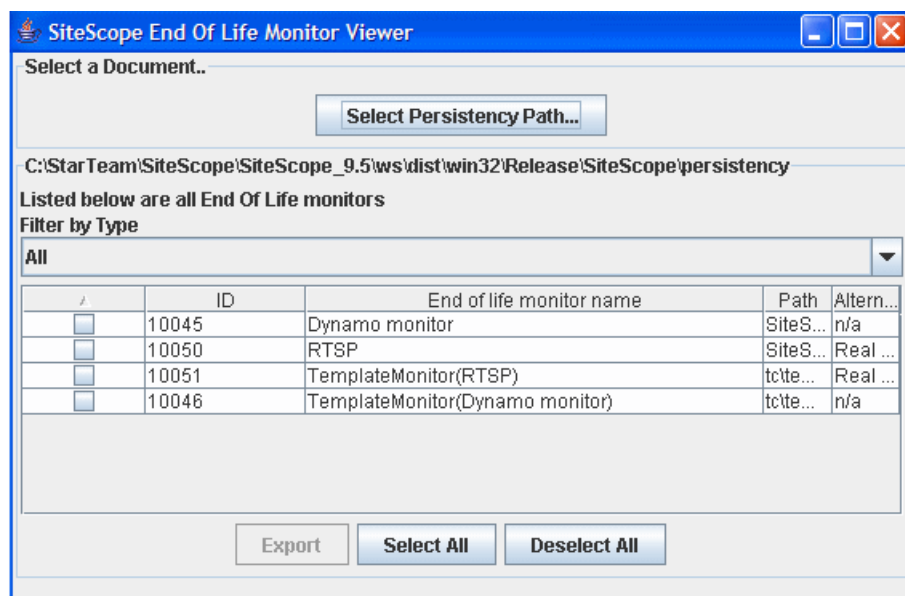 SiteScope End Of Life Monitor Viewer
Select a Document..
Select Persistency Path...
C:\StarTeam\SiteScope\SiteScope_9.5\ws\dist\win32\Release\SiteScope\persistency
Listed below are all End Of Life monitors
Filter by Type
All
ID End of life monitor name Path Altern...
10045 Dynamo monitor SiteS... n/a
10050 RTSP SiteS... Real ...
10051 TemplateMonitor(RTSP) tc\te... Real ...
10046 TemplateMonitor(Dynamo monitor) tc\te... n/a
Export Select All Deselect All